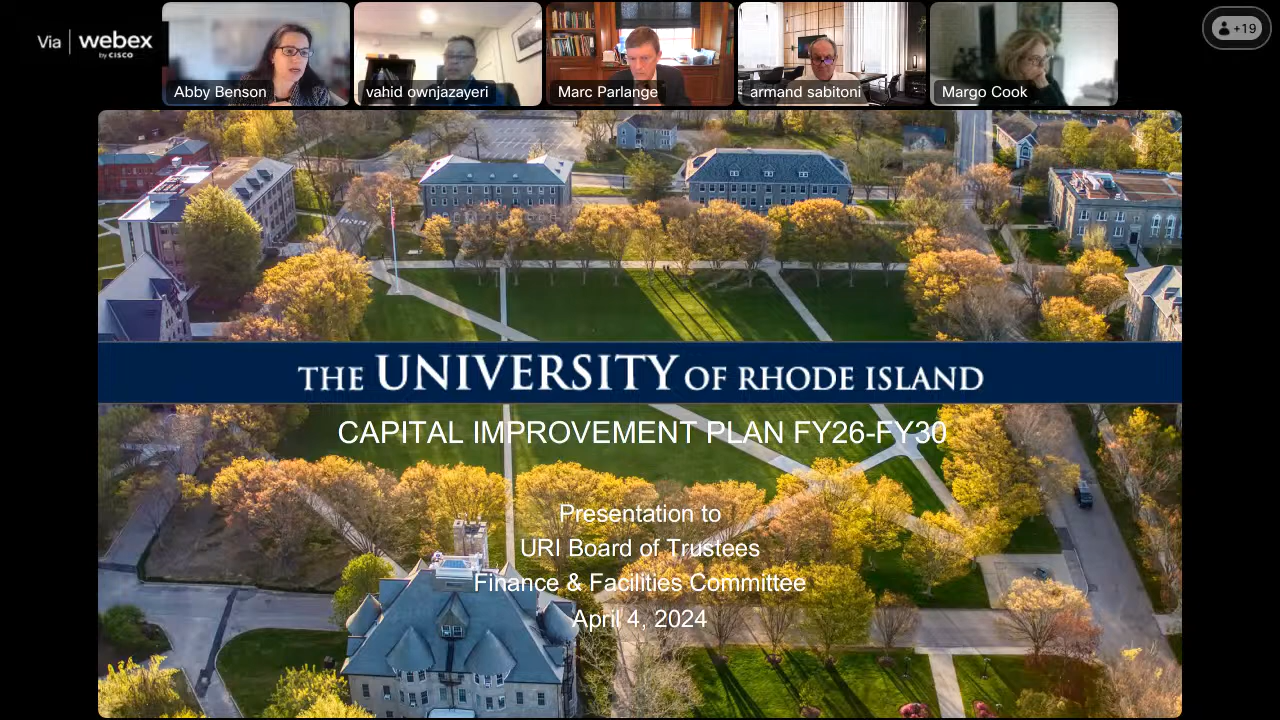 Via webex
by CISCO
Abby Benson
vahid ownjazayeri
Marc Parlange
armand sabitoni
Margo Cook
+19
THE UNIVERSITY OF RHODE ISLAND
CAPITAL IMPROVEMENT PLAN FY26-FY30
Presentation to
URI Board of Trustees
Finance & Facilities Committee
April 4, 2024